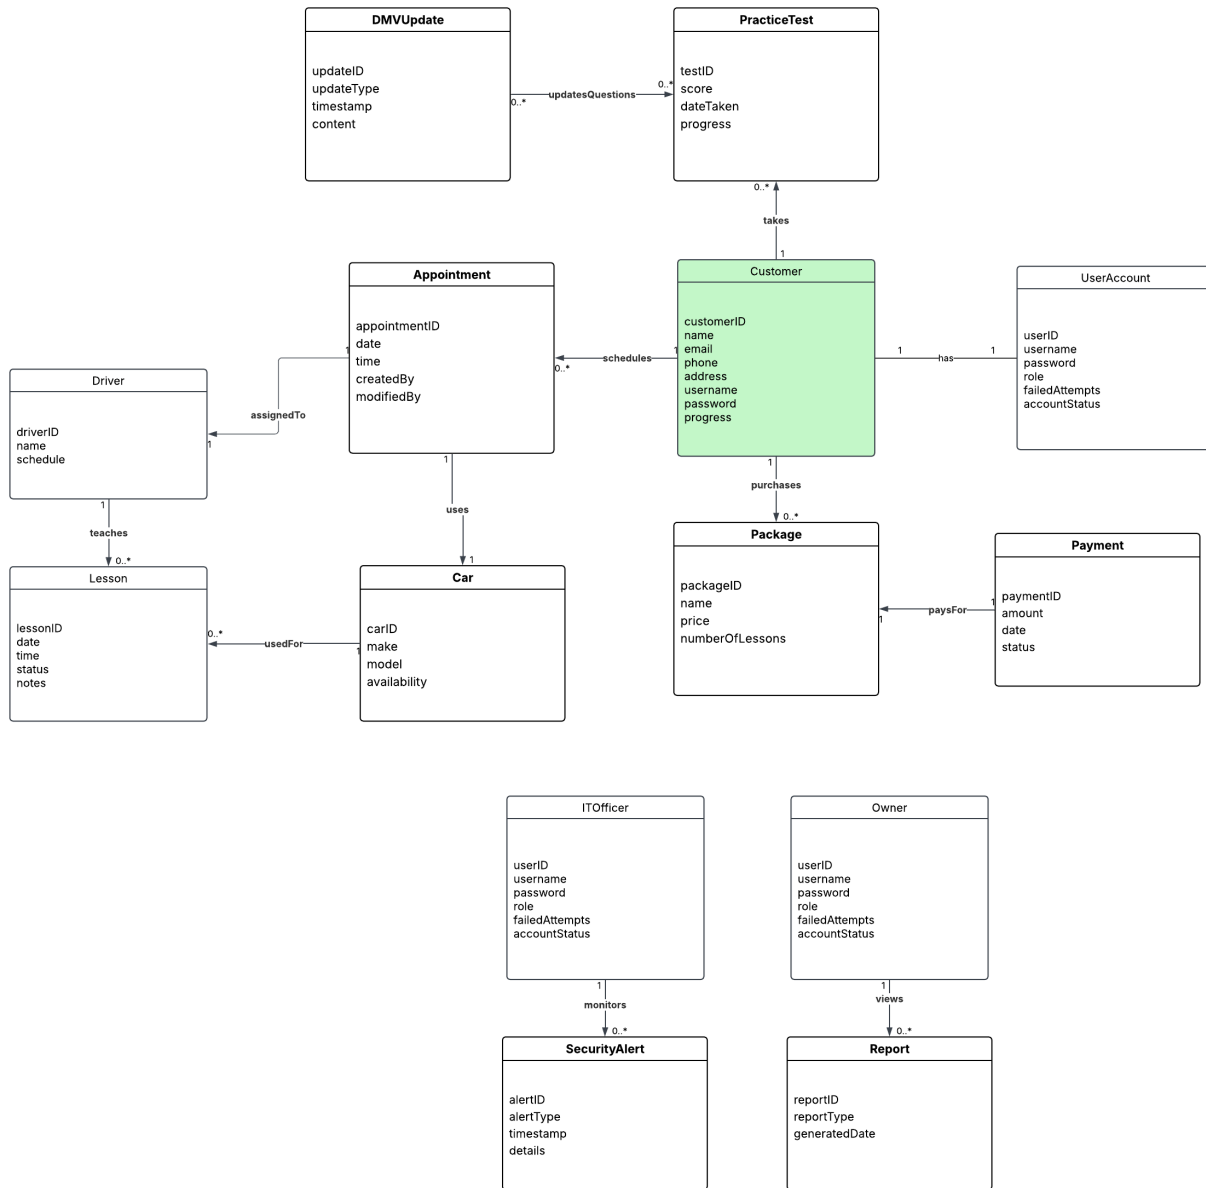 DMVUpdate
updateID
updateType
timestamp
content
0..*
updatesQuestions
0..*
PracticeTest
testID
score
dateTaken
progress
0..*
takes
1
Appointment
appointmentID
date
time
createdBy
modifiedBy
0..*
schedules
1
Customer
customerID
name
email
phone
address
username
password
progress
1
has
1
UserAccount
userID
username
password
role
failedAttempts
accountStatus
1
assignedTo
1
Driver
driverID
name
schedule
1
teaches
0..*
1
uses
1
1
purchases
0..*
Lesson
lessonID
date
time
status
notes
0..*
usedFor
1
Car
carID
make
model
availability
Package
packageID
name
price
numberOfLessons
1
paysFor
1
Payment
paymentID
amount
date
status
ITOfficer
userID
username
password
role
failedAttempts
accountStatus
1
monitors
0..*
Owner
userID
username
password
role
failedAttempts
accountStatus
1
views
0..*
SecurityAlert
alertID
alertType
timestamp
details
Report
reportID
reportType
generatedDate